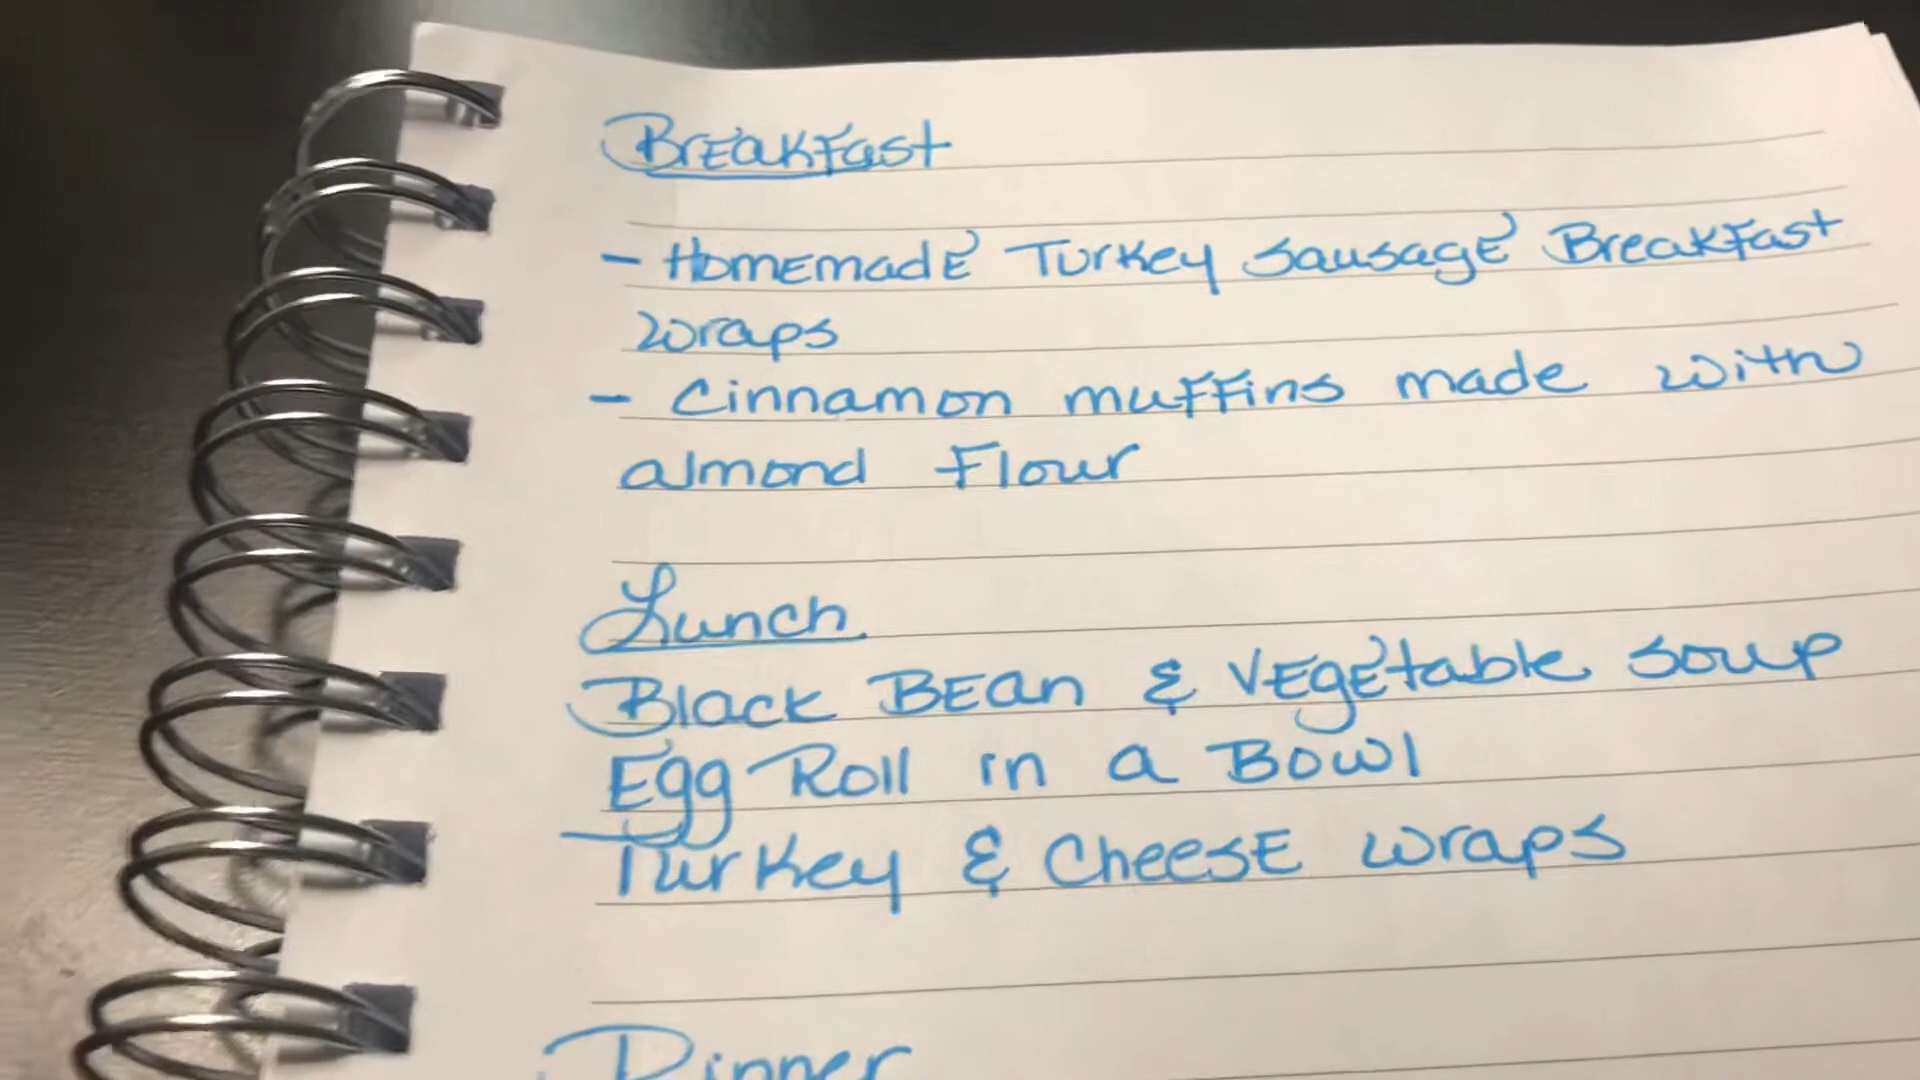 Breakfast
- Homemade Turkey Sausage Breakfast
wraps
- Cinnamon muffins made with
almond Flour
Lunch
Black Bean & Vegetable Soup
Egg Roll in a Bowl
Turkey & Cheese wraps
Dinner